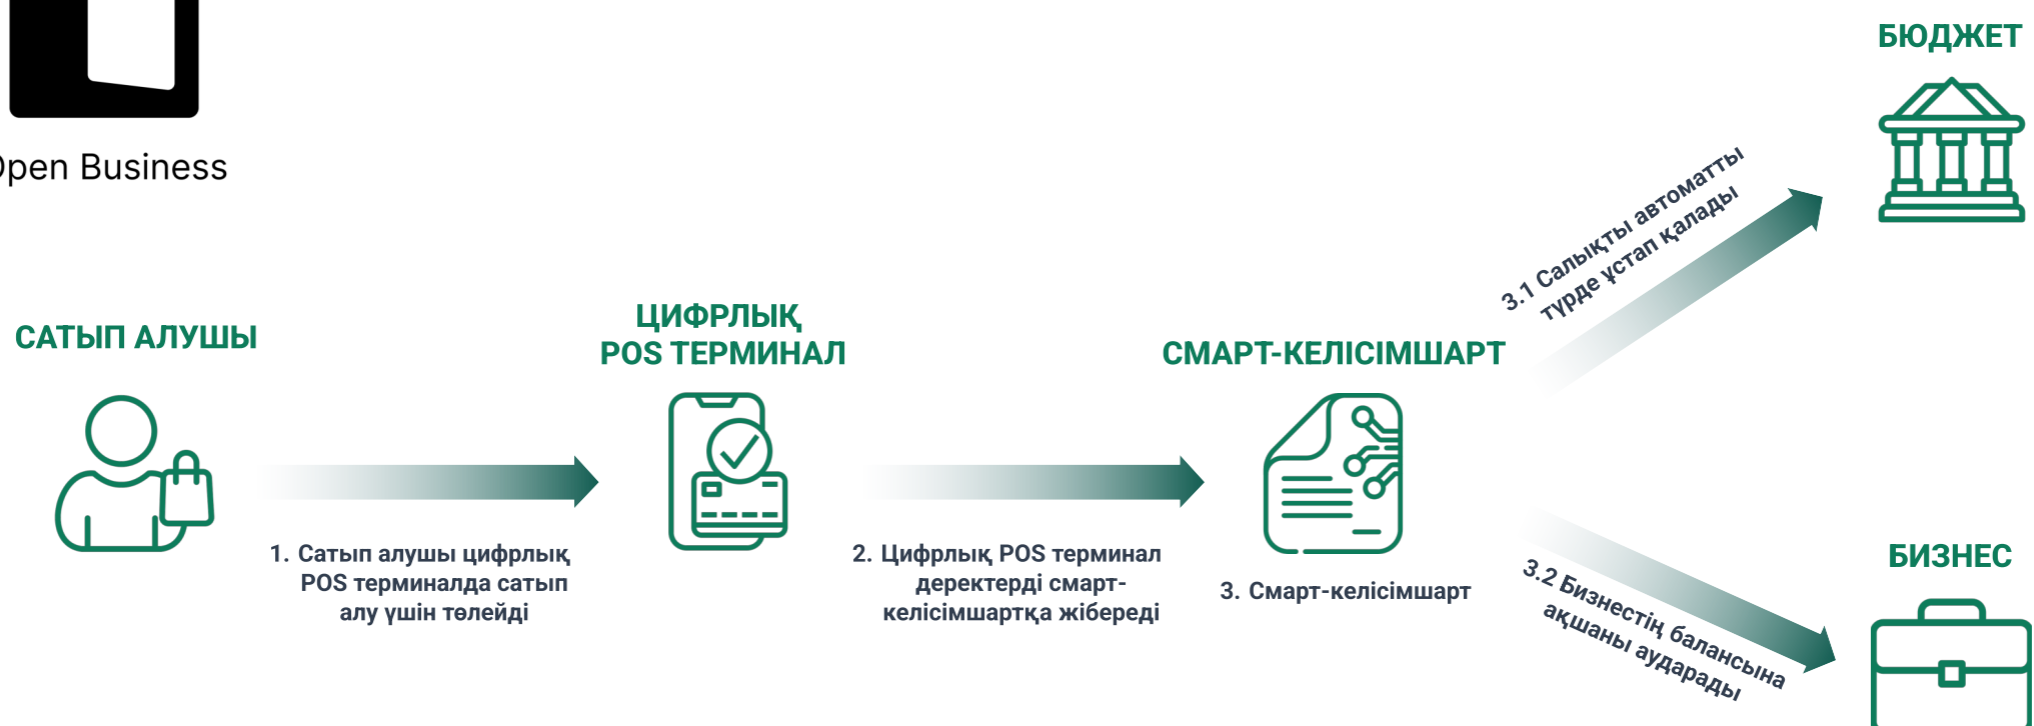 БЮДЖЕТ
Open Business
3.1 Салықты автоматты
түрде ұстап қалады
САТЫП АЛУШЫ
ЦИФРЛЫҚ
POS ТЕРМИНАЛ
СМАРТ-КЕЛІСІМШАРТ
1. Сатып алушы цифрлық
POS терминалда сатып
алу үшін төлейді
2. Цифрлық POS терминал
деректерді смарт-
келісімшартқа жібереді
3. Смарт-келісімшарт
3.2 Бизнестің балансына
ақшаны аударады
БИЗНЕС